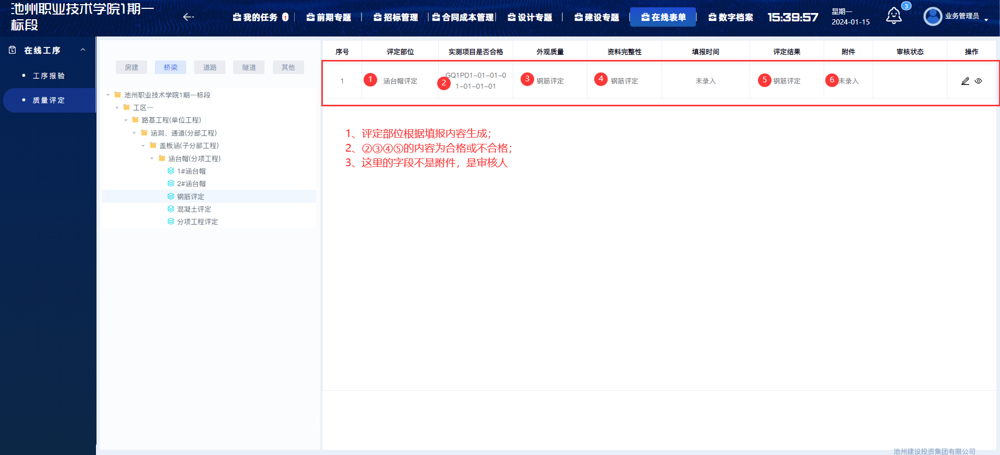 池州职业技术学院1期一
标段
我的任务 1
前期专题
招标管理
合同成本管理
设计专题
建设专题
在线表单
数字档案
15:39:57
星期一
2024-01-15
3
业务管理员
在线工序
工序报验
质量评定
房建
桥梁
道路
隧道
其他
池州职业技术学院1期一标段
工区一
路基工程(单位工程)
涵洞、通道(分部工程)
盖板涵(子分部工程)
涵台帽(分项工程)
1#涵台帽
2#涵台帽
钢筋评定
混凝土评定
分项工程评定
序号 评定部位 实测项目是否合格 外观质量 资料完整性 填报时间 评定结果 附件 审核状态 操作
1 1 涵台帽评定 2 GQ1PD1-01-01-0 3 钢筋评定 4 钢筋评定 未录入 5 钢筋评定 6 未录入
1-01-01-01
1、评定部位根据填报内容生成；
2、②③④⑤的内容为合格或不合格；
3、这里的字段不是附件，是审核人
池州建设投资集团有限公司